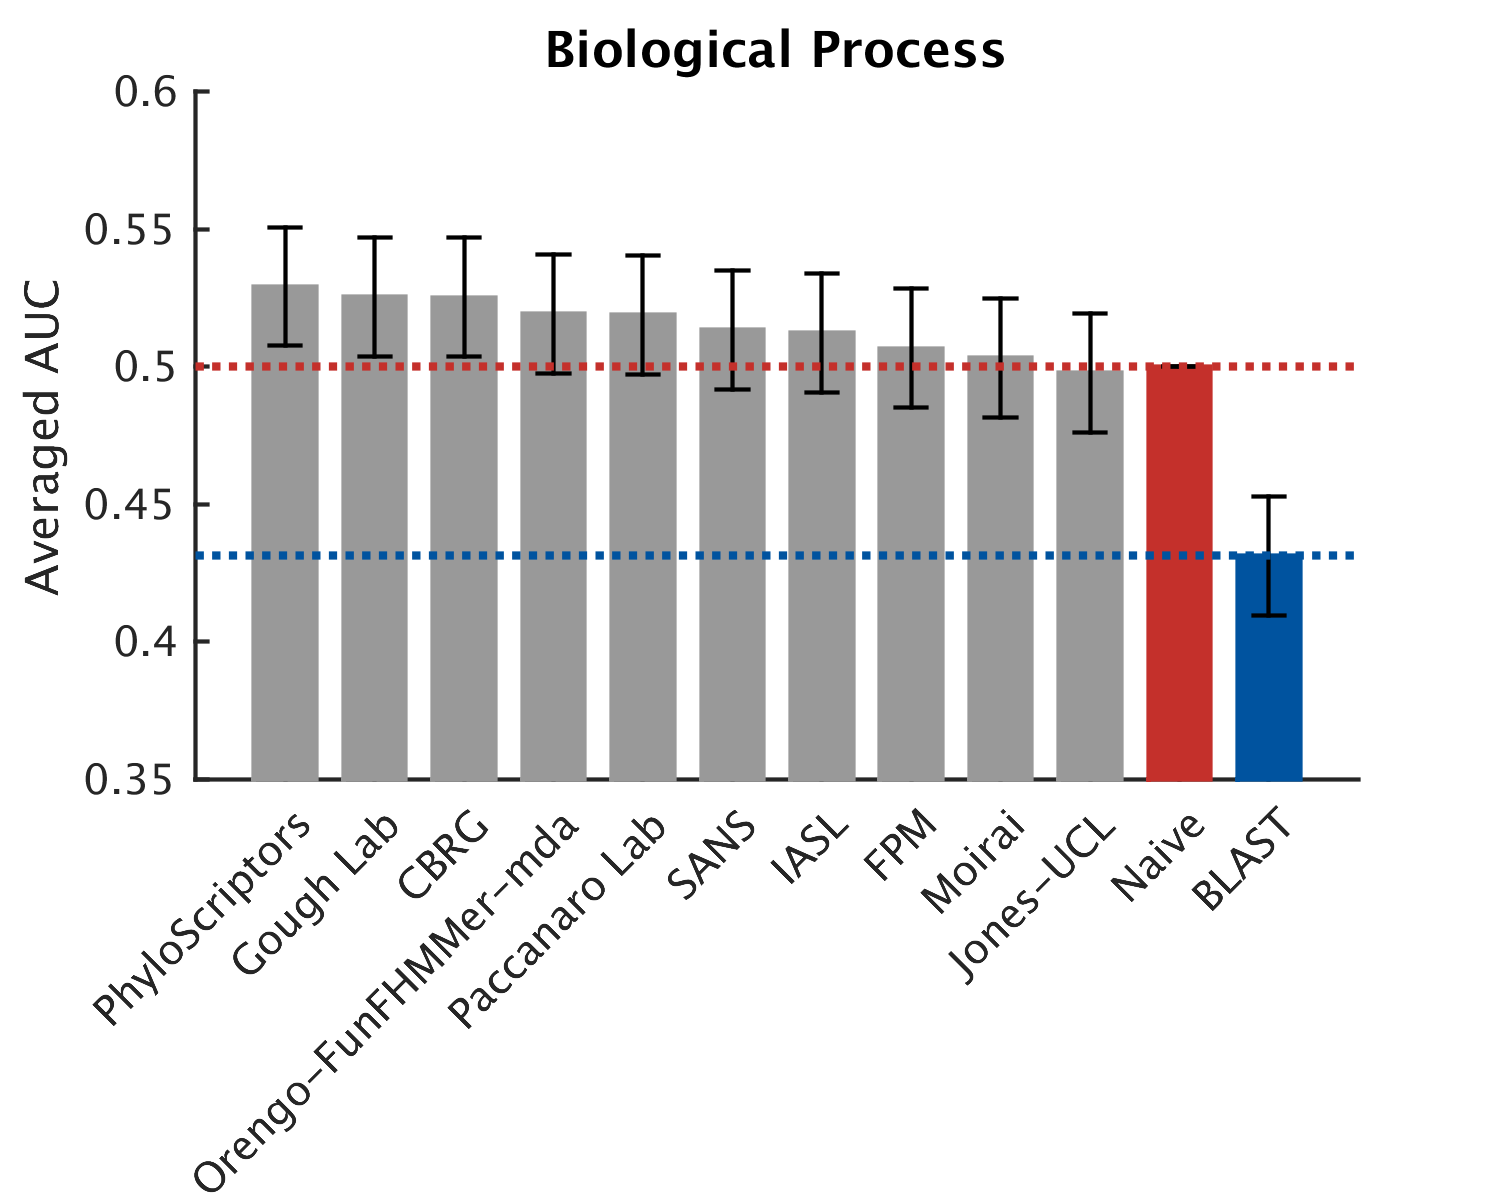 Biological Process
Averaged AUC
0.6
0.55
0.5
0.45
0.4
0.35
PhyloScriptors
Gough Lab
CBRG
Orengo-FunFHMMer-mda
Paccanaro Lab
SANS
IASL
FPM
Moirai
Jones-UCL
Naive
BLAST